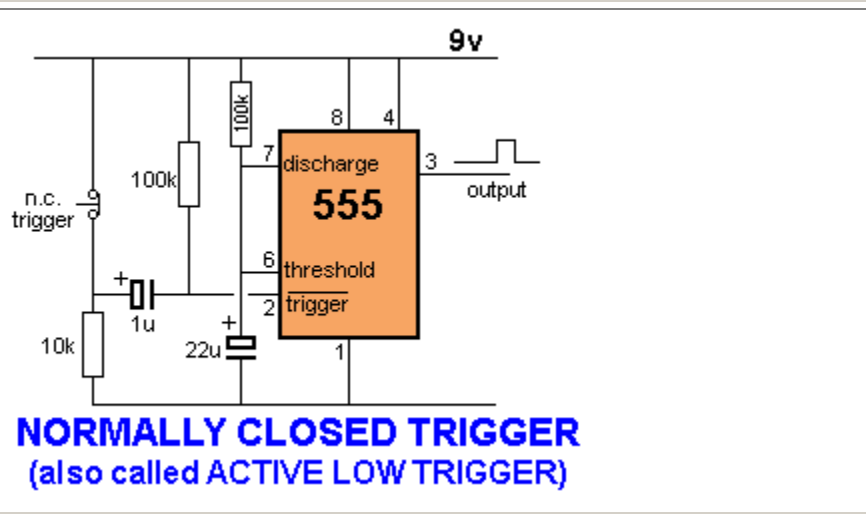 9v
100k
8 4
7 discharge 3
100k
n.c.
trigger
555
output
6 threshold
+
2 trigger
1u
+
10k
22u
1
NORMALLY CLOSED TRIGGER
(also called ACTIVE LOW TRIGGER)